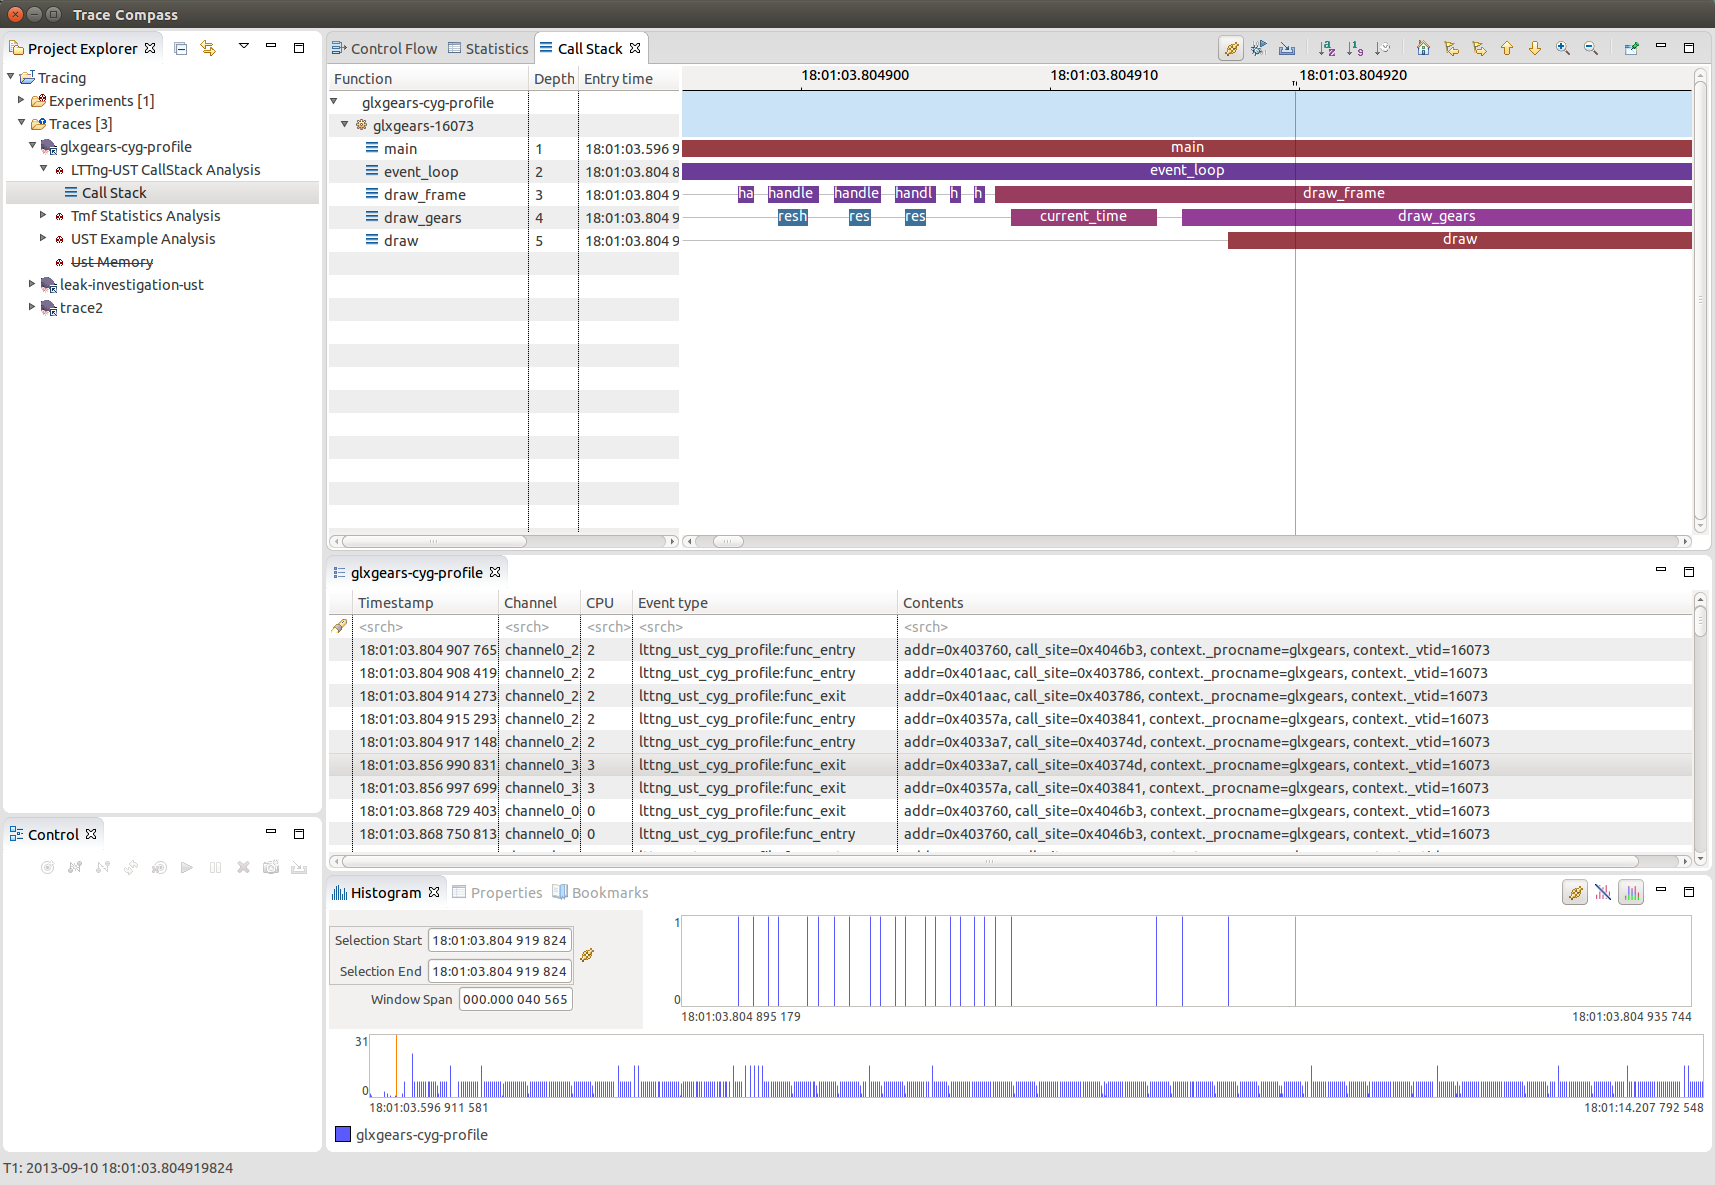 Trace Compass
Project Explorer
Tracing
Experiments [1]
Traces [3]
glxgears-cyg-profile
LTTng-UST CallStack Analysis
Call Stack
Tmf Statistics Analysis
UST Example Analysis
Ust Memory
leak-investigation-ust
trace2
Control
Control Flow Statistics Call Stack
Function Depth Entry time
18:01:03.804900 18:01:03.804910 18:01:03.804920
glxgears-cyg-profile
glxgears-16073
main 1 18:01:03.596 9 main
event_loop 2 18:01:03.804 8 event_loop
draw_frame 3 18:01:03.804 9 ha handle handle handl h h draw_frame
draw_gears 4 18:01:03.804 9 resh res res current_time draw_gears
draw 5 18:01:03.804 9 draw
glxgears-cyg-profile
Timestamp Channel CPU Event type Contents
<srch> <srch> <srch> <srch> <srch>
18:01:03.804 907 765 channel0_2 2 lttng_ust_cyg_profile:func_entry addr=0x403760, call_site=0x4046b3, context._procname=glxgears, context._vtid=16073
18:01:03.804 908 419 channel0_2 2 lttng_ust_cyg_profile:func_entry addr=0x401aac, call_site=0x403786, context._procname=glxgears, context._vtid=16073
18:01:03.804 914 273 channel0_2 2 lttng_ust_cyg_profile:func_exit addr=0x401aac, call_site=0x403786, context._procname=glxgears, context._vtid=16073
18:01:03.804 915 293 channel0_2 2 lttng_ust_cyg_profile:func_entry addr=0x40357a, call_site=0x403841, context._procname=glxgears, context._vtid=16073
18:01:03.804 917 148 channel0_2 2 lttng_ust_cyg_profile:func_entry addr=0x4033a7, call_site=0x40374d, context._procname=glxgears, context._vtid=16073
18:01:03.856 990 831 channel0_3 3 lttng_ust_cyg_profile:func_exit addr=0x4033a7, call_site=0x40374d, context._procname=glxgears, context._vtid=16073
18:01:03.856 997 699 channel0_3 3 lttng_ust_cyg_profile:func_exit addr=0x40357a, call_site=0x403841, context._procname=glxgears, context._vtid=16073
18:01:03.868 729 403 channel0_0 0 lttng_ust_cyg_profile:func_exit addr=0x403760, call_site=0x4046b3, context._procname=glxgears, context._vtid=16073
18:01:03.868 750 813 channel0_0 0 lttng_ust_cyg_profile:func_entry addr=0x403760, call_site=0x4046b3, context._procname=glxgears, context._vtid=16073
Histogram Properties Bookmarks
Selection Start 18:01:03.804 919 824
Selection End 18:01:03.804 919 824
Window Span 000.000 040 565
1
0
18:01:03.804 895 179 18:01:03.804 935 744
31
0
18:01:03.596 911 581 18:01:14.207 792 548
glxgears-cyg-profile
T1: 2013-09-10 18:01:03.804919824